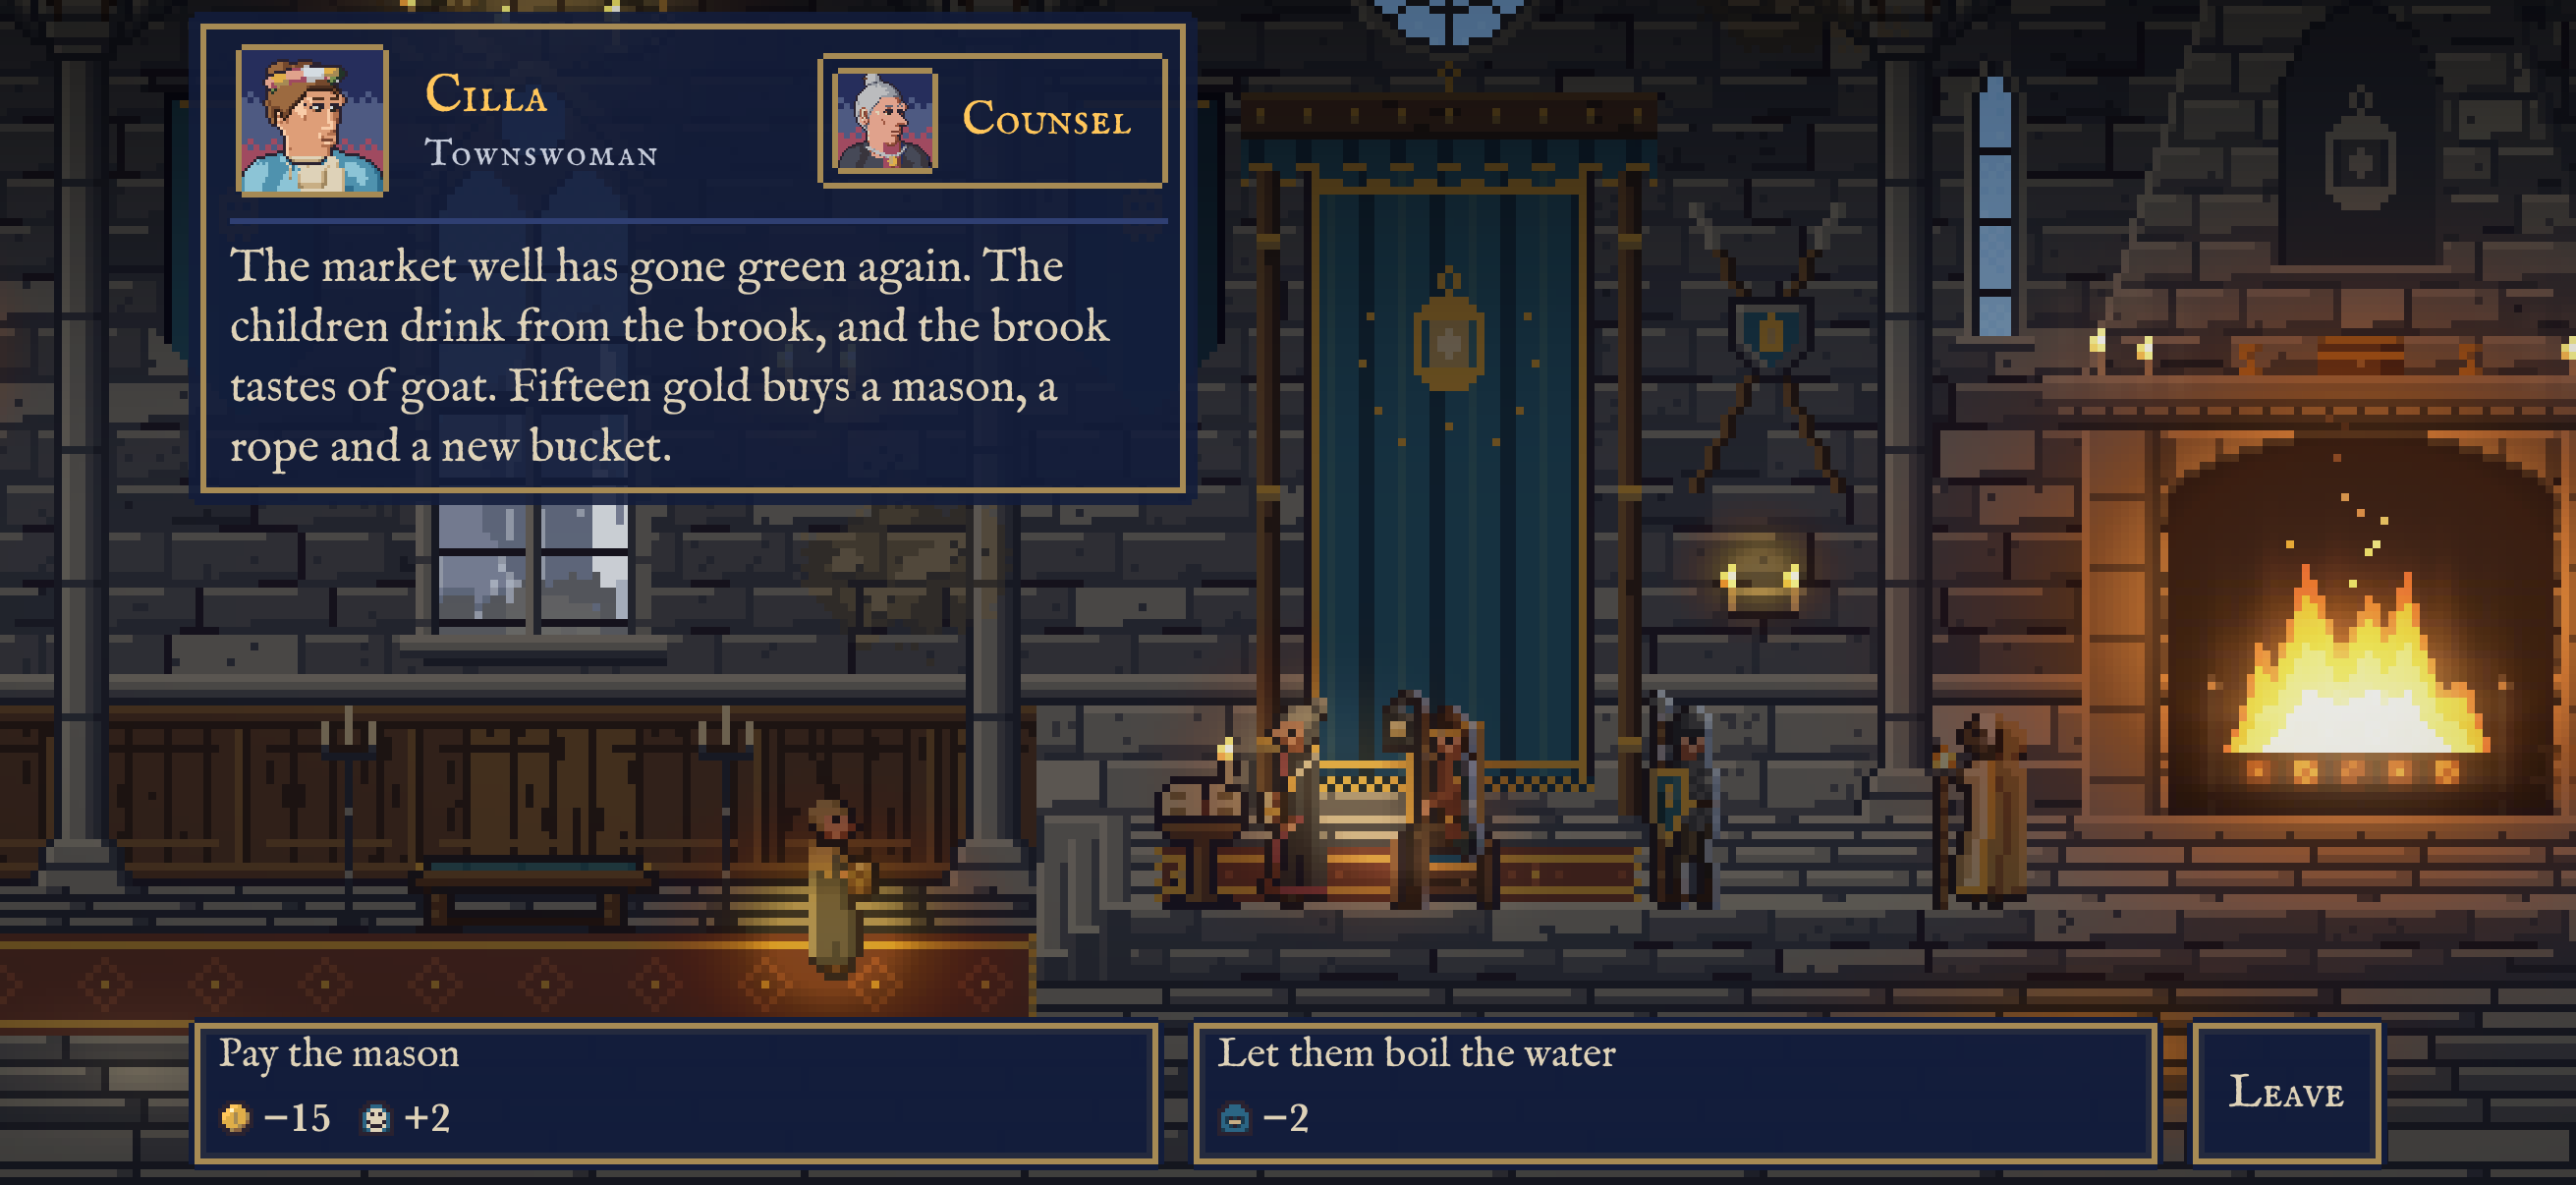 Cilla
Townswoman
Counsel
The market well has gone green again. The
children drink from the brook, and the brook
tastes of goat. Fifteen gold buys a mason, a
rope and a new bucket.
Pay the mason
−15 +2
Let them boil the water
−2
Leave